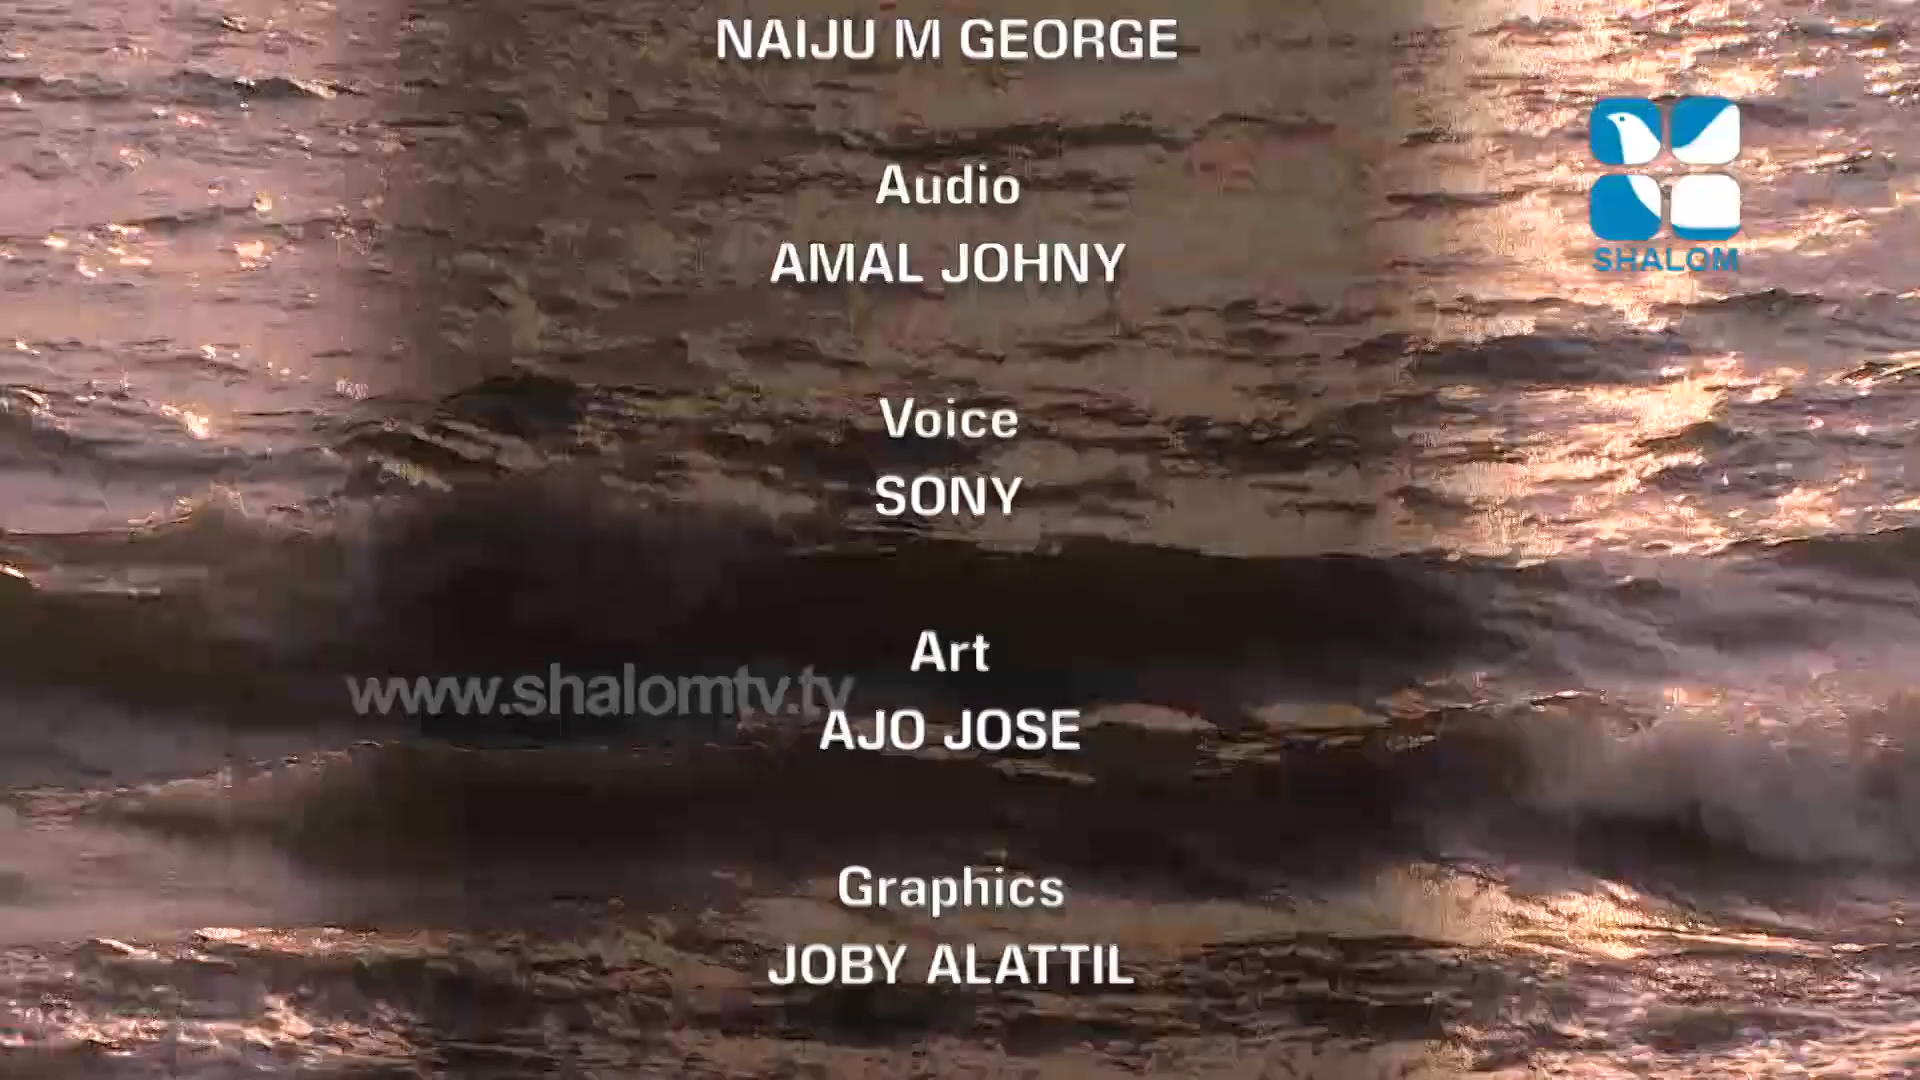 NAIJU M GEORGE
Audio
AMAL JOHNY
SHALOM
Voice
SONY
Art
www.shalomtv.tv
AJO JOSE
Graphics
JOBY ALATTIL